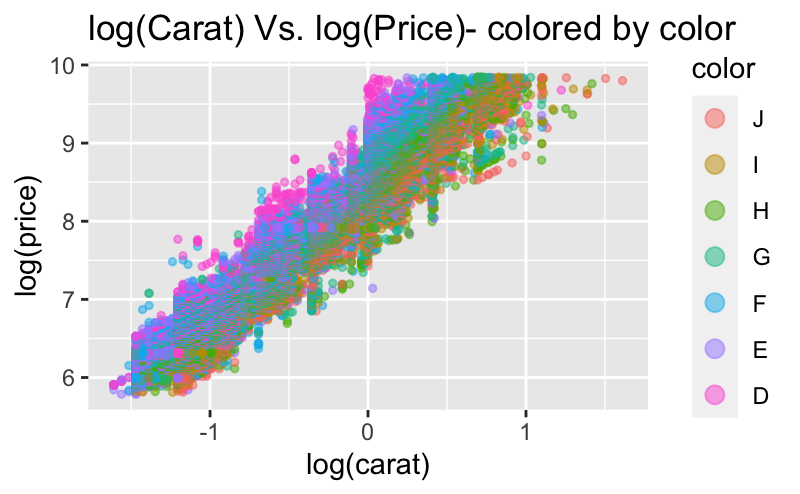 log(Carat) Vs. log(Price)- colored by color
color
J
I
H
G
F
E
D
10
9
8
7
6
log(price)
-1 0 1
log(carat)